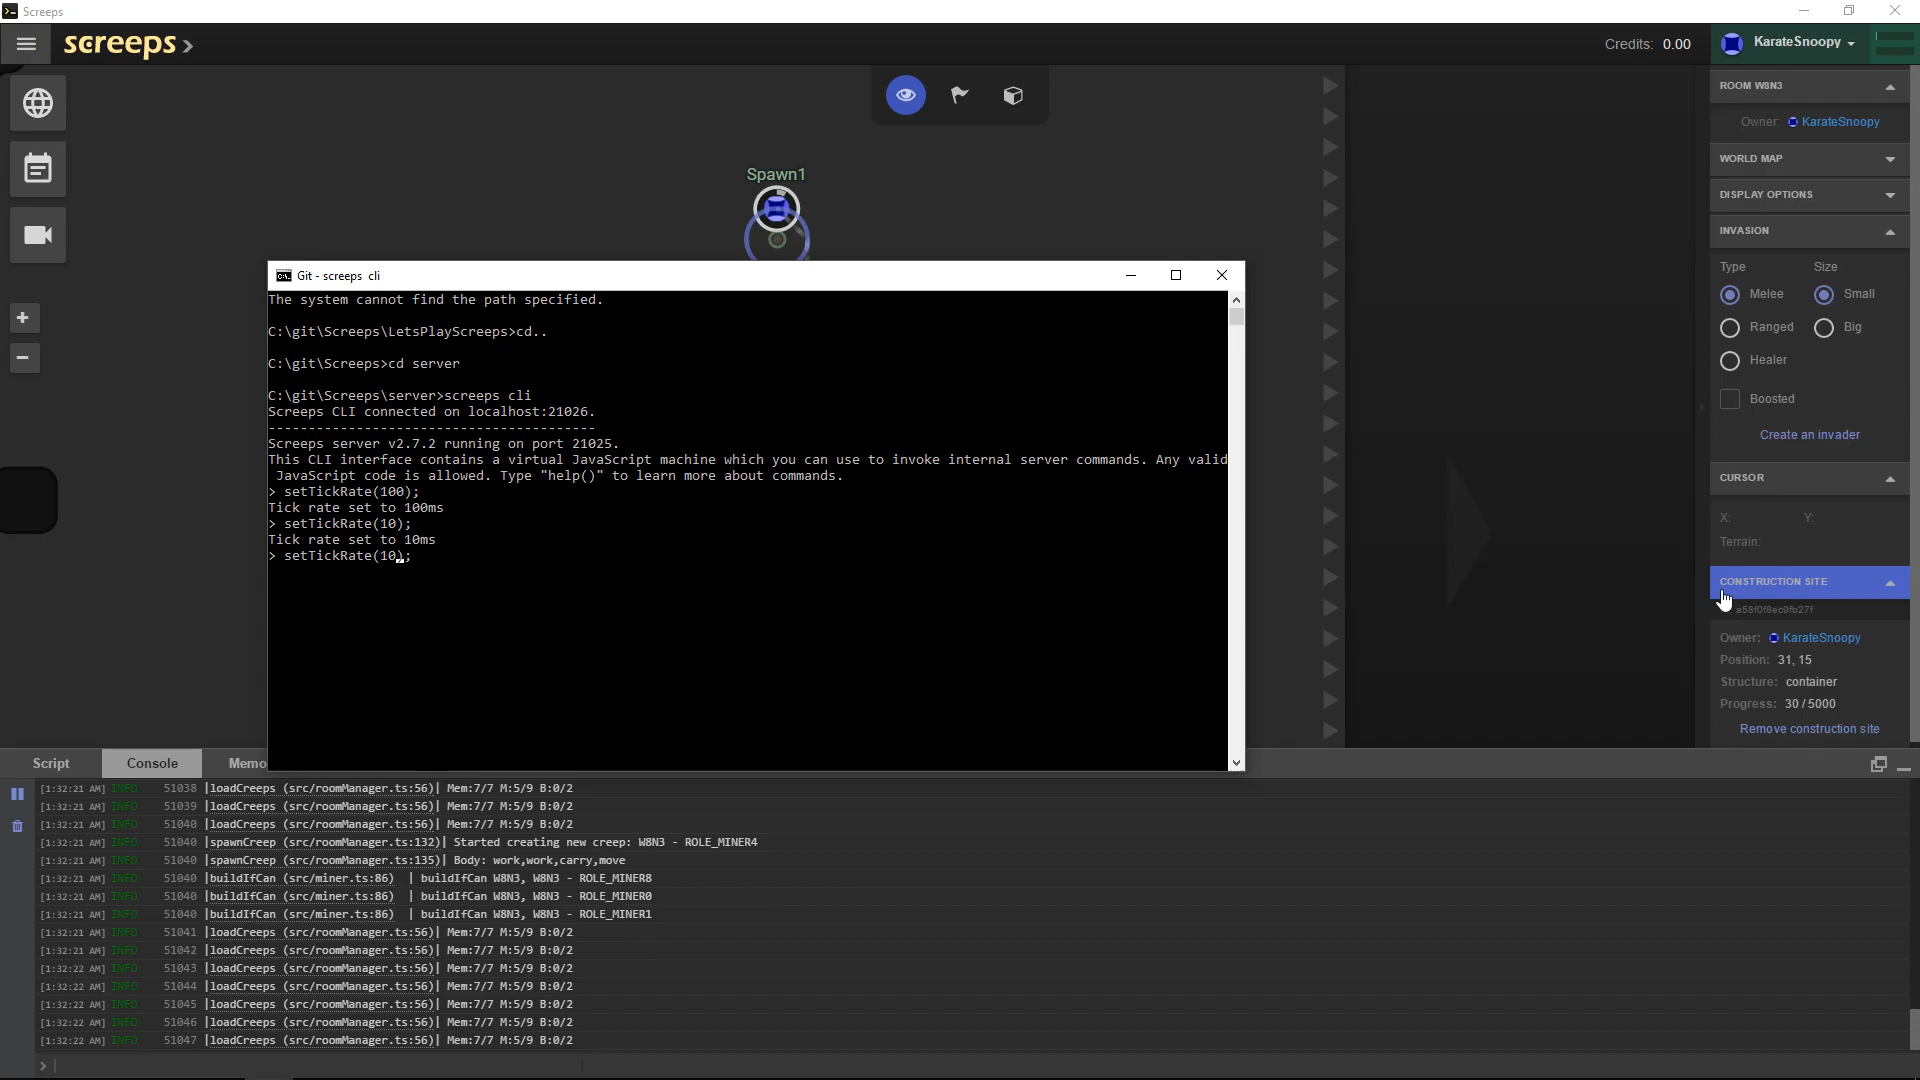 Screeps
screeps
Credits: 0.00
KarateSnoopy
Spawn1
ROOM W8N3
Owner: KarateSnoopy
WORLD MAP
DISPLAY OPTIONS
INVASION
Type Size
Melee Small
Ranged Big
Healer
Boosted
Create an invader
CURSOR
X: Y:
Terrain:
CONSTRUCTION SITE
a58f0f8ec9fb27f
Owner: KarateSnoopy
Position: 31,15
Structure: container
Progress: 30 / 5000
Remove construction site
Git - screeps cli
The system cannot find the path specified.
C:\git\Screeps\LetsPlayScreeps>cd..
C:\git\Screeps>cd server
C:\git\Screeps\server>screeps cli
Screeps CLI connected on localhost:21026.
-----------------------------------------
Screeps server v2.7.2 running on port 21025.
This CLI interface contains a virtual JavaScript machine which you can use to invoke internal server commands. Any valid
JavaScript code is allowed. Type "help()" to learn more about commands.
> setTickRate(100);
Tick rate set to 100ms
> setTickRate(10);
Tick rate set to 10ms
> setTickRate(10);
Script Console Memo
[1:32:21 AM] INFO 51038 |loadCreeps (src/roomManager.ts:56)| Mem:7/7 M:5/9 B:0/2
[1:32:21 AM] INFO 51039 |loadCreeps (src/roomManager.ts:56)| Mem:7/7 M:5/9 B:0/2
[1:32:21 AM] INFO 51040 |loadCreeps (src/roomManager.ts:56)| Mem:7/7 M:5/9 B:0/2
[1:32:21 AM] INFO 51040 |spawnCreep (src/roomManager.ts:132)| Started creating new creep: W8N3 - ROLE_MINER4
[1:32:21 AM] INFO 51040 |spawnCreep (src/roomManager.ts:135)| Body: work,work,carry,move
[1:32:21 AM] INFO 51040 |buildIfCan (src/miner.ts:86) | buildIfCan W8N3, W8N3 - ROLE_MINER8
[1:32:21 AM] INFO 51040 |buildIfCan (src/miner.ts:86) | buildIfCan W8N3, W8N3 - ROLE_MINER0
[1:32:21 AM] INFO 51040 |buildIfCan (src/miner.ts:86) | buildIfCan W8N3, W8N3 - ROLE_MINER1
[1:32:21 AM] INFO 51041 |loadCreeps (src/roomManager.ts:56)| Mem:7/7 M:5/9 B:0/2
[1:32:21 AM] INFO 51042 |loadCreeps (src/roomManager.ts:56)| Mem:7/7 M:5/9 B:0/2
[1:32:22 AM] INFO 51043 |loadCreeps (src/roomManager.ts:56)| Mem:7/7 M:5/9 B:0/2
[1:32:22 AM] INFO 51044 |loadCreeps (src/roomManager.ts:56)| Mem:7/7 M:5/9 B:0/2
[1:32:22 AM] INFO 51045 |loadCreeps (src/roomManager.ts:56)| Mem:7/7 M:5/9 B:0/2
[1:32:22 AM] INFO 51046 |loadCreeps (src/roomManager.ts:56)| Mem:7/7 M:5/9 B:0/2
[1:32:22 AM] INFO 51047 |loadCreeps (src/roomManager.ts:56)| Mem:7/7 M:5/9 B:0/2